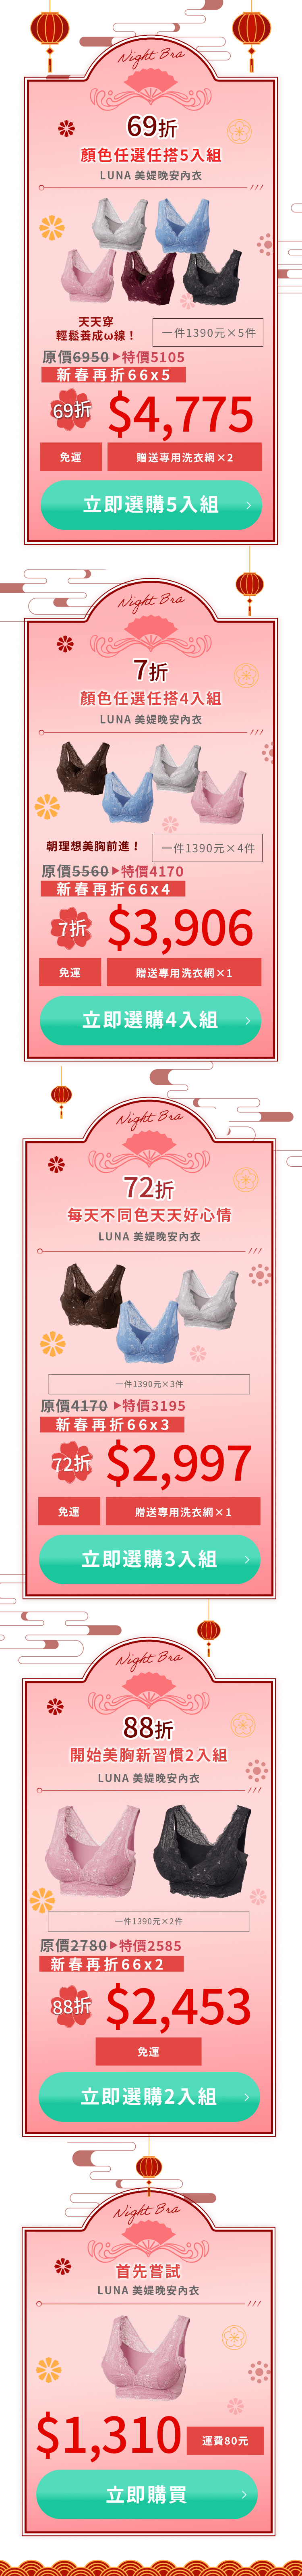 Night Bra
69折
顏色任選任搭5入組
LUNA 美媞晚安內衣
天天穿
輕鬆養成ω線！
一件1390元×5件
原價6950▶特價5105
新春再折66x5
69折
$4,775
免運
贈送專用洗衣網×2
立即選購5入組
Night Bra
7折
顏色任選任搭4入組
LUNA 美媞晚安內衣
朝理想美胸前進！
一件1390元×4件
原價5560▶特價4170
新春再折66x4
7折
$3,906
免運
贈送專用洗衣網×1
立即選購4入組
Night Bra
72折
每天不同色天天好心情
LUNA 美媞晚安內衣
一件1390元×3件
原價4170▶特價3195
新春再折66x3
72折
$2,997
免運
贈送專用洗衣網×1
立即選購3入組
Night Bra
88折
開始美胸新習慣2入組
LUNA 美媞晚安內衣
一件1390元×2件
原價2780▶特價2585
新春再折66x2
88折
$2,453
免運
立即選購2入組
Night Bra
首先嘗試
LUNA 美媞晚安內衣
$1,310
運費80元
立即購買